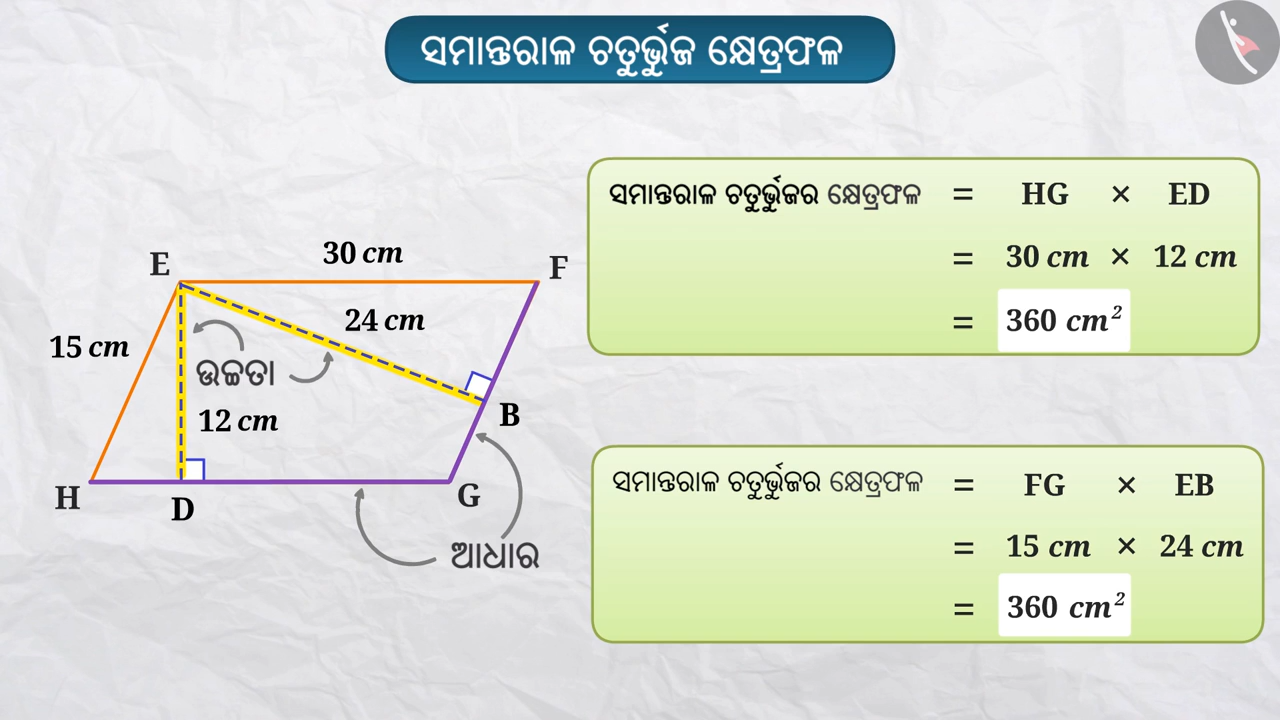 ସମାନ୍ତରାଳ ଚତୁର୍ଭୁଜ କ୍ଷେତ୍ରଫଳ
ସମାନ୍ତରାଳ ଚତୁର୍ଭୁଜର କ୍ଷେତ୍ରଫଳ = HG × ED
= 30 cm × 12 cm
= 360 cm²
E 30 cm F
24 cm
15 cm
ଉଚ୍ଚତା
12 cm
B
H D G
ଆଧାର
ସମାନ୍ତରାଳ ଚତୁର୍ଭୁଜର କ୍ଷେତ୍ରଫଳ = FG × EB
= 15 cm × 24 cm
= 360 cm²